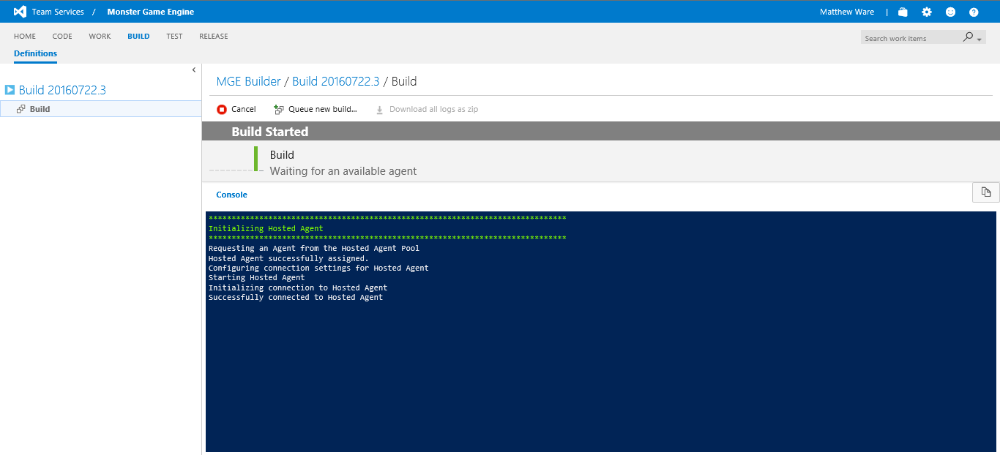 Team Services / Monster Game Engine Matthew Ware |
HOME CODE WORK BUILD TEST RELEASE Search work items
Definitions
Build 20160722.3
Build
MGE Builder / Build 20160722.3 / Build
Cancel Queue new build... Download all logs as zip
Build Started
Build
Waiting for an available agent
Console
******************************************************************************
Initializing Hosted Agent
******************************************************************************
Requesting an Agent from the Hosted Agent Pool
Hosted Agent successfully assigned.
Configuring connection settings for Hosted Agent
Starting Hosted Agent
Initializing connection to Hosted Agent
Successfully connected to Hosted Agent